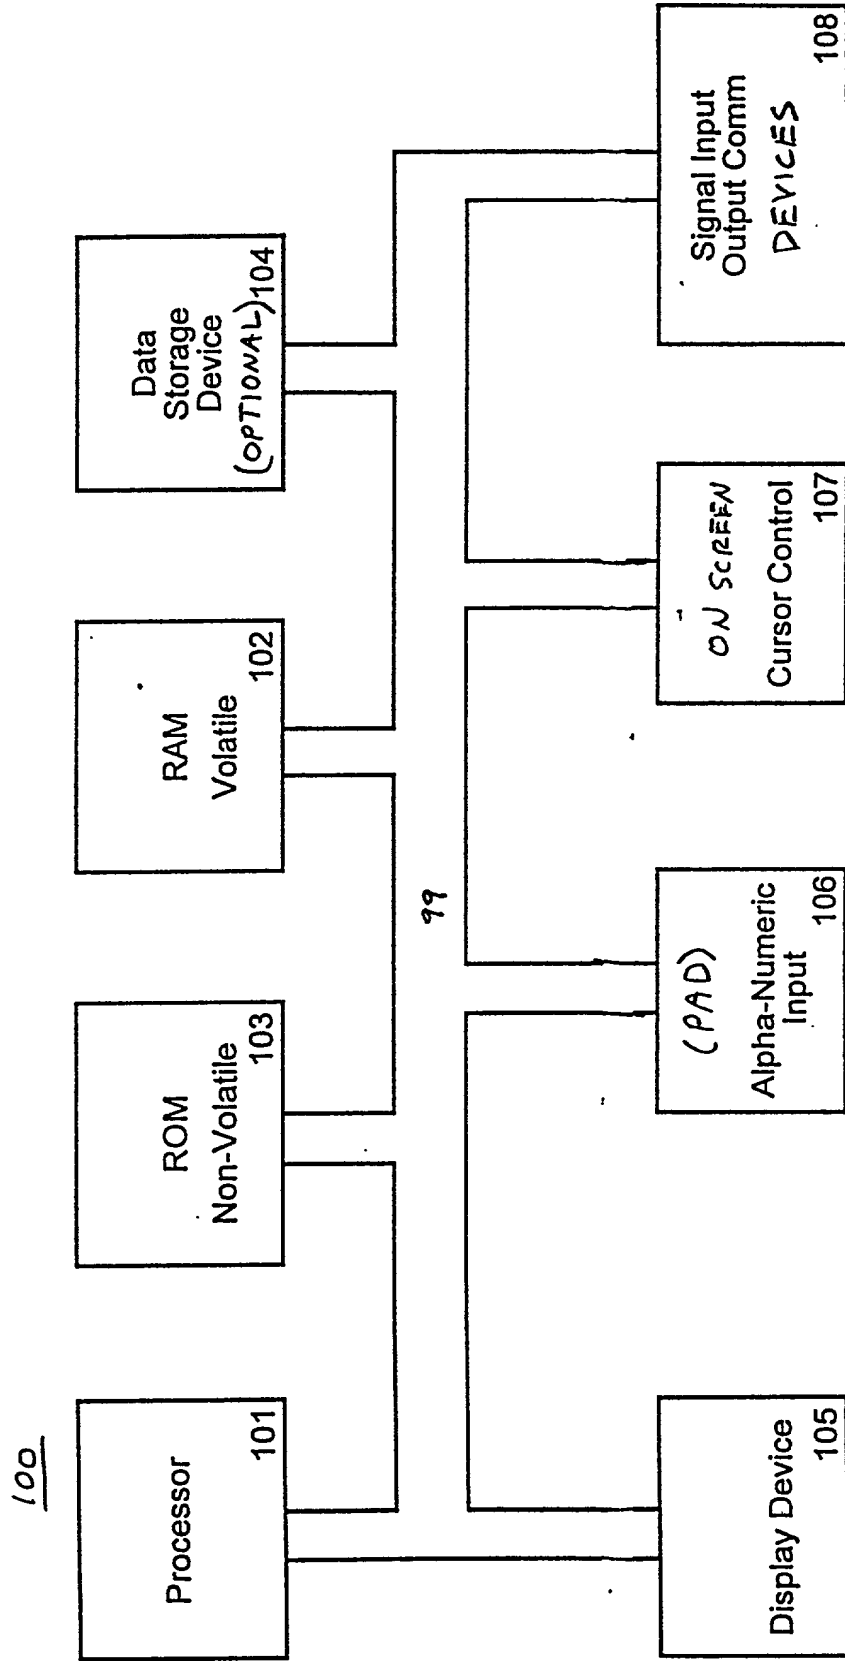 100
Processor
101
ROM
Non-Volatile
103
RAM
Volatile
102
Data
Storage
Device
(OPTIONAL)
104
99
Display Device
105
(PAD)
Alpha-Numeric
Input
106
ON SCREEN
Cursor Control
107
Signal Input
Output Comm
DEVICES
108